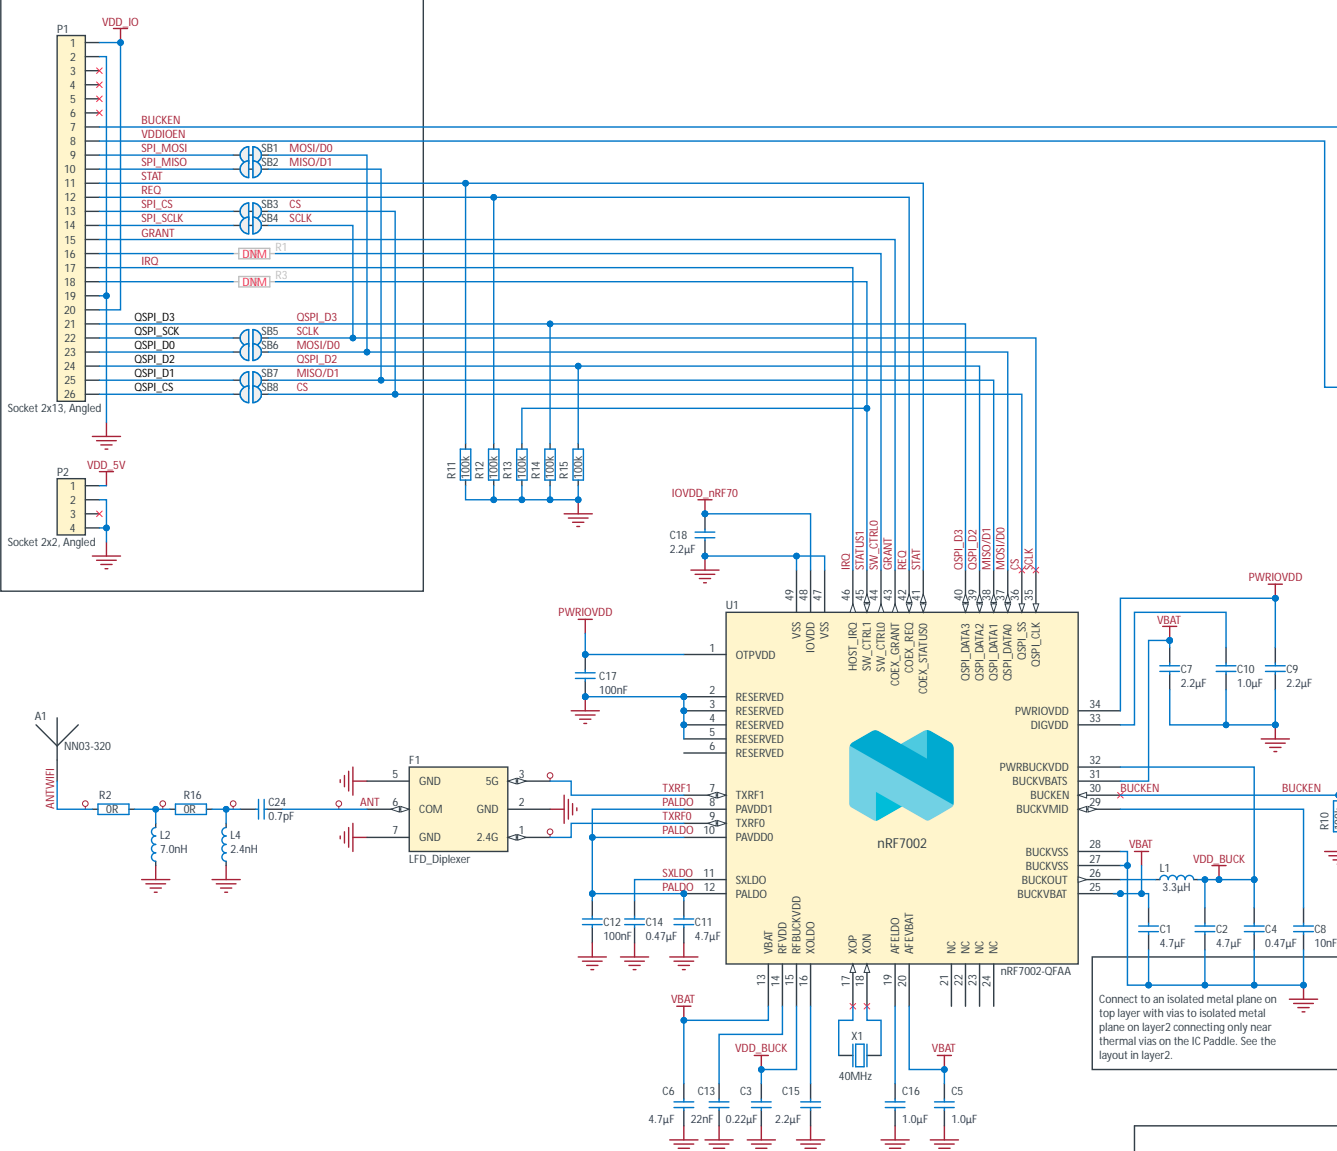 P1
VDD_IO
1
2
3
4
5
6
7 BUCKEN
8 VDDIOEN
9 SPI_MOSI SB1 MOSI/D0
10 SPI_MISO SB2 MISO/D1
11 STAT
12 REQ
13 SPI_CS SB3 CS
14 SPI_SCLK SB4 SCLK
15 GRANT
16 DNM R1
17 IRQ
18 DNM R3
19
20
21 QSPI_D3 QSPI_D3
22 QSPI_SCK SB5 SCLK
23 QSPI_D0 SB6 MOSI/D0
24 QSPI_D2 QSPI_D2
25 QSPI_D1 SB7 MISO/D1
26 QSPI_CS SB8 CS
Socket 2x13, Angled
P2
VDD_5V
1
2
3
4
Socket 2x2, Angled
R11 100k
R12 100k
R13 100k
R14 100k
R15 100k
IOVDD_nRF70
C18
2.2µF
IRQ
STATUS1
SW_CTRL0
GRANT
REQ
STAT
QSPI_D3
QSPI_D2
MISO/D1
MOSI/D0
CS
SCLK
U1
49 VSS
48 IOVDD
47 VSS
46 HOST_IRQ
45 SW_CTRL1
44 SW_CTRL0
43 COEX_GRANT
42 COEX_REQ
41 COEX_STATUS0
40 QSPI_DATA3
39 QSPI_DATA2
38 QSPI_DATA1
37 QSPI_DATA0
36 QSPI_SS
35 QSPI_CLK
PWRIOVDD
C17
100nF
1 OTPVDD
2 RESERVED
3 RESERVED
4 RESERVED
5 RESERVED
6 RESERVED
TXRF1 7 TXRF1
PALDO 8 PAVDD1
TXRF0 9 TXRF0
PALDO 10 PAVDD0
SXLDO 11 SXLDO
PALDO 12 PALDO
nRF7002
PWRIOVDD 34
DIGVDD 33
PWRBUCKVDD 32
BUCKVBATS 31
BUCKEN 30 BUCKEN BUCKEN
BUCKVMID 29
BUCKVSS 28
BUCKVSS 27
BUCKOUT 26
BUCKVBAT 25
PWRIOVDD
VBAT
C7
2.2µF
C10
1.0µF
C9
2.2µF
R10
VBAT
VDD_BUCK
L1
3.3µH
C1
4.7µF
C2
4.7µF
C4
0.47µF
C8
10nF
A1
NN03-320
ANTWIFI
R2
0R
R16
0R
C24
0.7pF
L2
7.0nH
L4
2.4nH
ANT
F1
5 GND 5G 3
6 COM GND 2
7 GND 2.4G 1
LFD_Diplexer
C12
100nF
C14
0.47µF
C11
4.7µF
VBAT 13
RFVDD 14
RFBUCKVDD 15
XOLDO 16
XOP 17
XON 18
AFELDO 19
AFEVBAT 20
NC 21
NC 22
NC 23
NC 24
nRF7002-QFAA
VBAT
VDD_BUCK
X1
40MHz
VBAT
C6
4.7µF
C13
22nF
C3
0.22µF
C15
2.2µF
C16
1.0µF
C5
1.0µF
Connect to an isolated metal plane on
top layer with vias to isolated metal
plane on layer2 connecting only near
thermal vias on the IC Paddle. See the
layout in layer2.